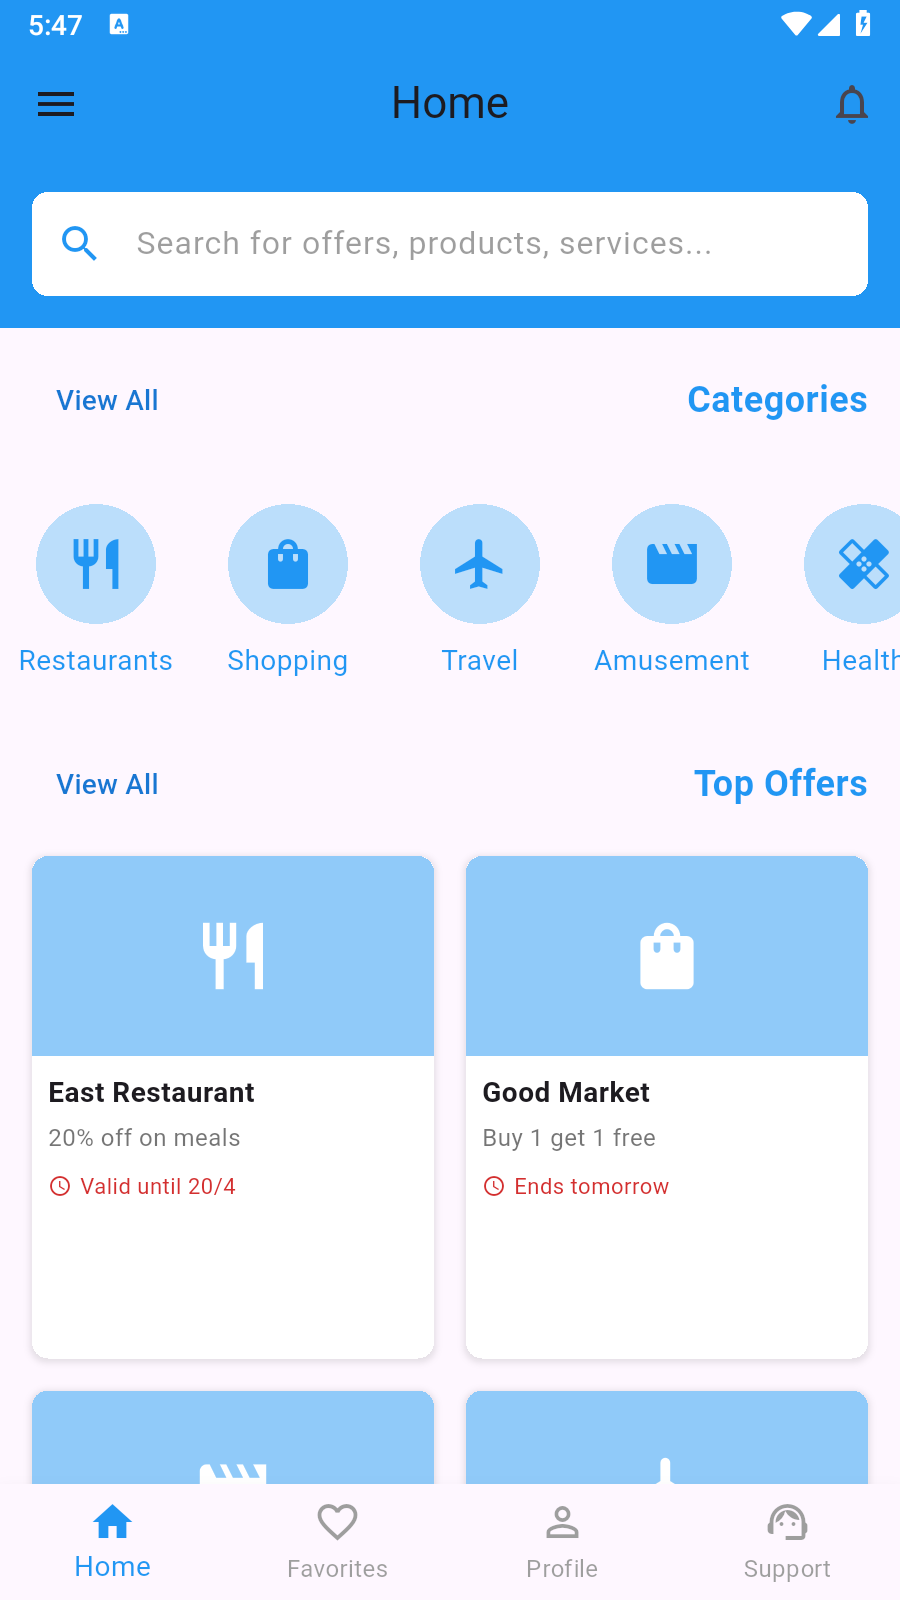 5:47
Home
Search for offers, products, services...
View All
Categories
Restaurants
Shopping
Travel
Amusement
Health
View All
Top Offers
East Restaurant
20% off on meals
Valid until 20/4
Good Market
Buy 1 get 1 free
Ends tomorrow
Home
Favorites
Profile
Support